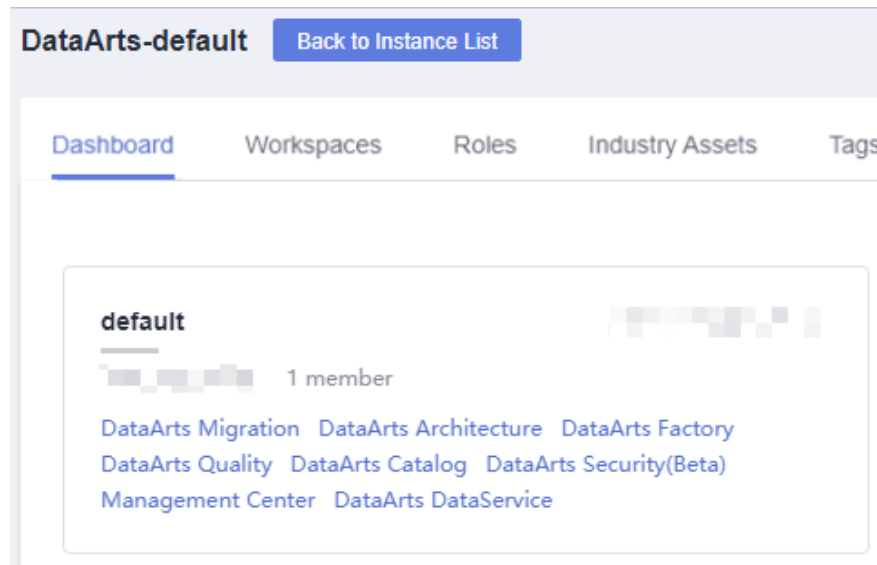 DataArts-default Back to Instance List
Dashboard Workspaces Roles Industry Assets Tags
default
1 member
DataArts Migration DataArts Architecture DataArts Factory
DataArts Quality DataArts Catalog DataArts Security(Beta)
Management Center DataArts DataService